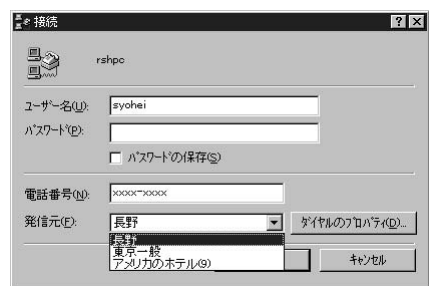 接続
rshpc
ユーザー名(U):
syohei
パスワード(P):
パスワードの保存(S)
電話番号(N):
xxxx-xxxx
発信元(F):
長野
ダイヤルのプロパティ(D)...
長野
東京一般
アメリカのホテル(9)
キャンセル